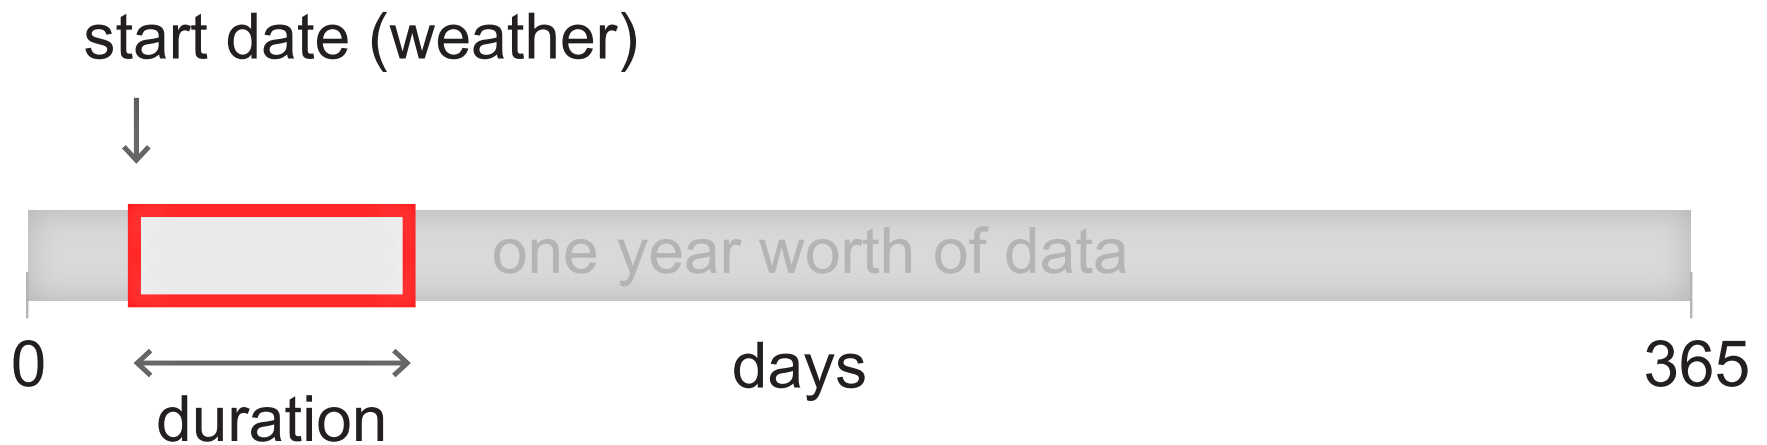 start date (weather)
one year worth of data
0
days
365
duration